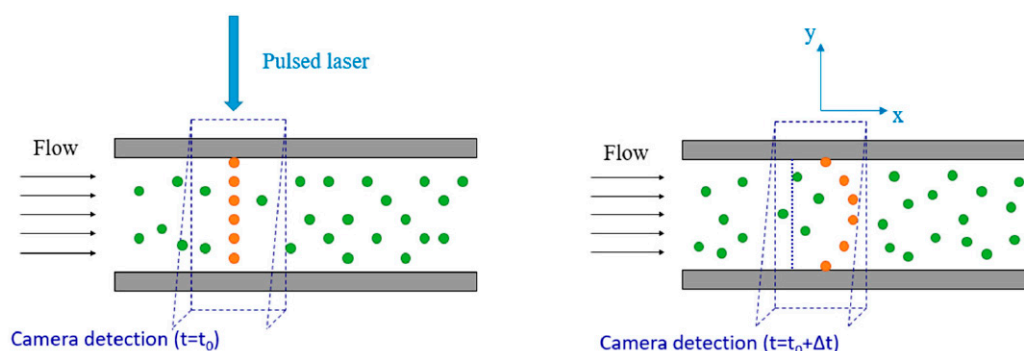 Pulsed laser
Flow
Camera detection (t=t₀)
y
x
Flow
Camera detection (t=t₀+Δt)